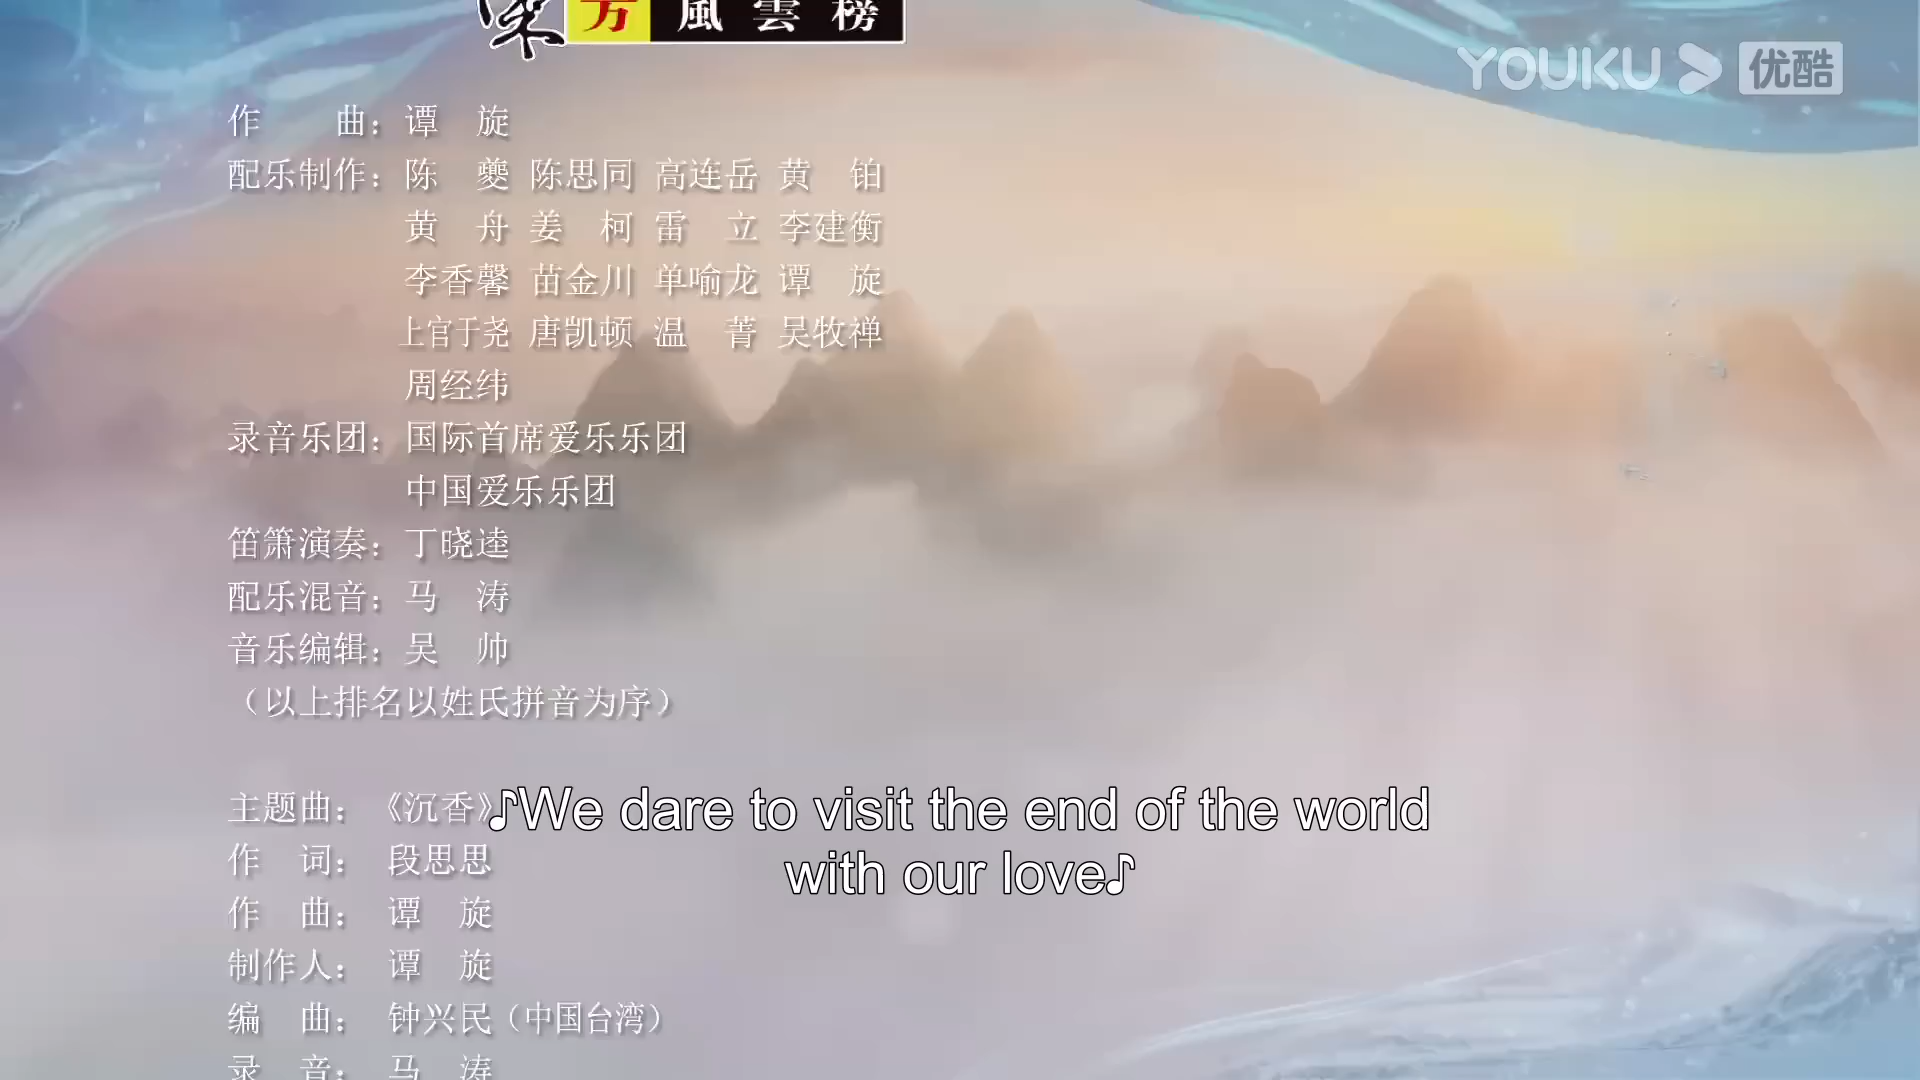 方 風 雲 榜
YOUKU 优酷
作 曲：谭 旋
配乐制作：陈 夔 陈思同 高连岳 黄 铂
黄 舟 姜 柯 雷 立 李建衡
李香馨 苗金川 单喻龙 谭 旋
上官于尧 唐凯顿 温 菁 吴牧禅
周经纬
录音乐团：国际首席爱乐乐团
中国爱乐乐团
笛箫演奏：丁晓逵
配乐混音：马 涛
音乐编辑：吴 帅
（以上排名以姓氏拼音为序）
主题曲：《沉香》
♪We dare to visit the end of the world
with our love♪
作 词：段思思
作 曲：谭 旋
制作人：谭 旋
编 曲：钟兴民（中国台湾）
录 音：马 涛